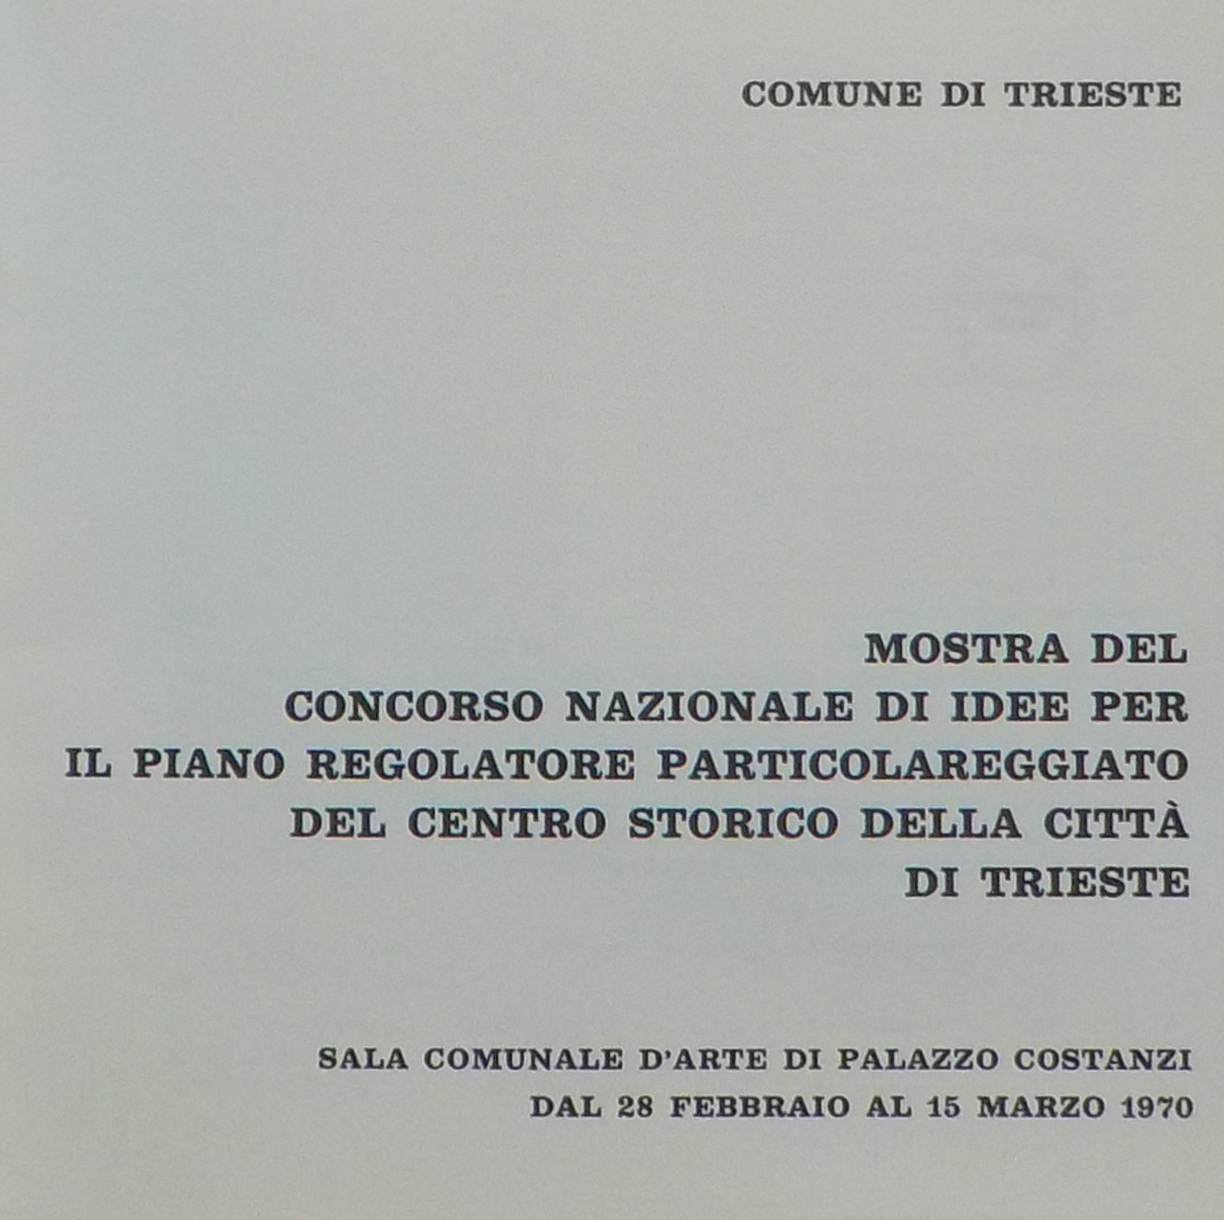 COMUNE DI TRIESTE
MOSTRA DEL
CONCORSO NAZIONALE DI IDEE PER
IL PIANO REGOLATORE PARTICOLAREGGIATO
DEL CENTRO STORICO DELLA CITTÀ
DI TRIESTE
SALA COMUNALE D'ARTE DI PALAZZO COSTANZI
DAL 28 FEBBRAIO AL 15 MARZO 1970